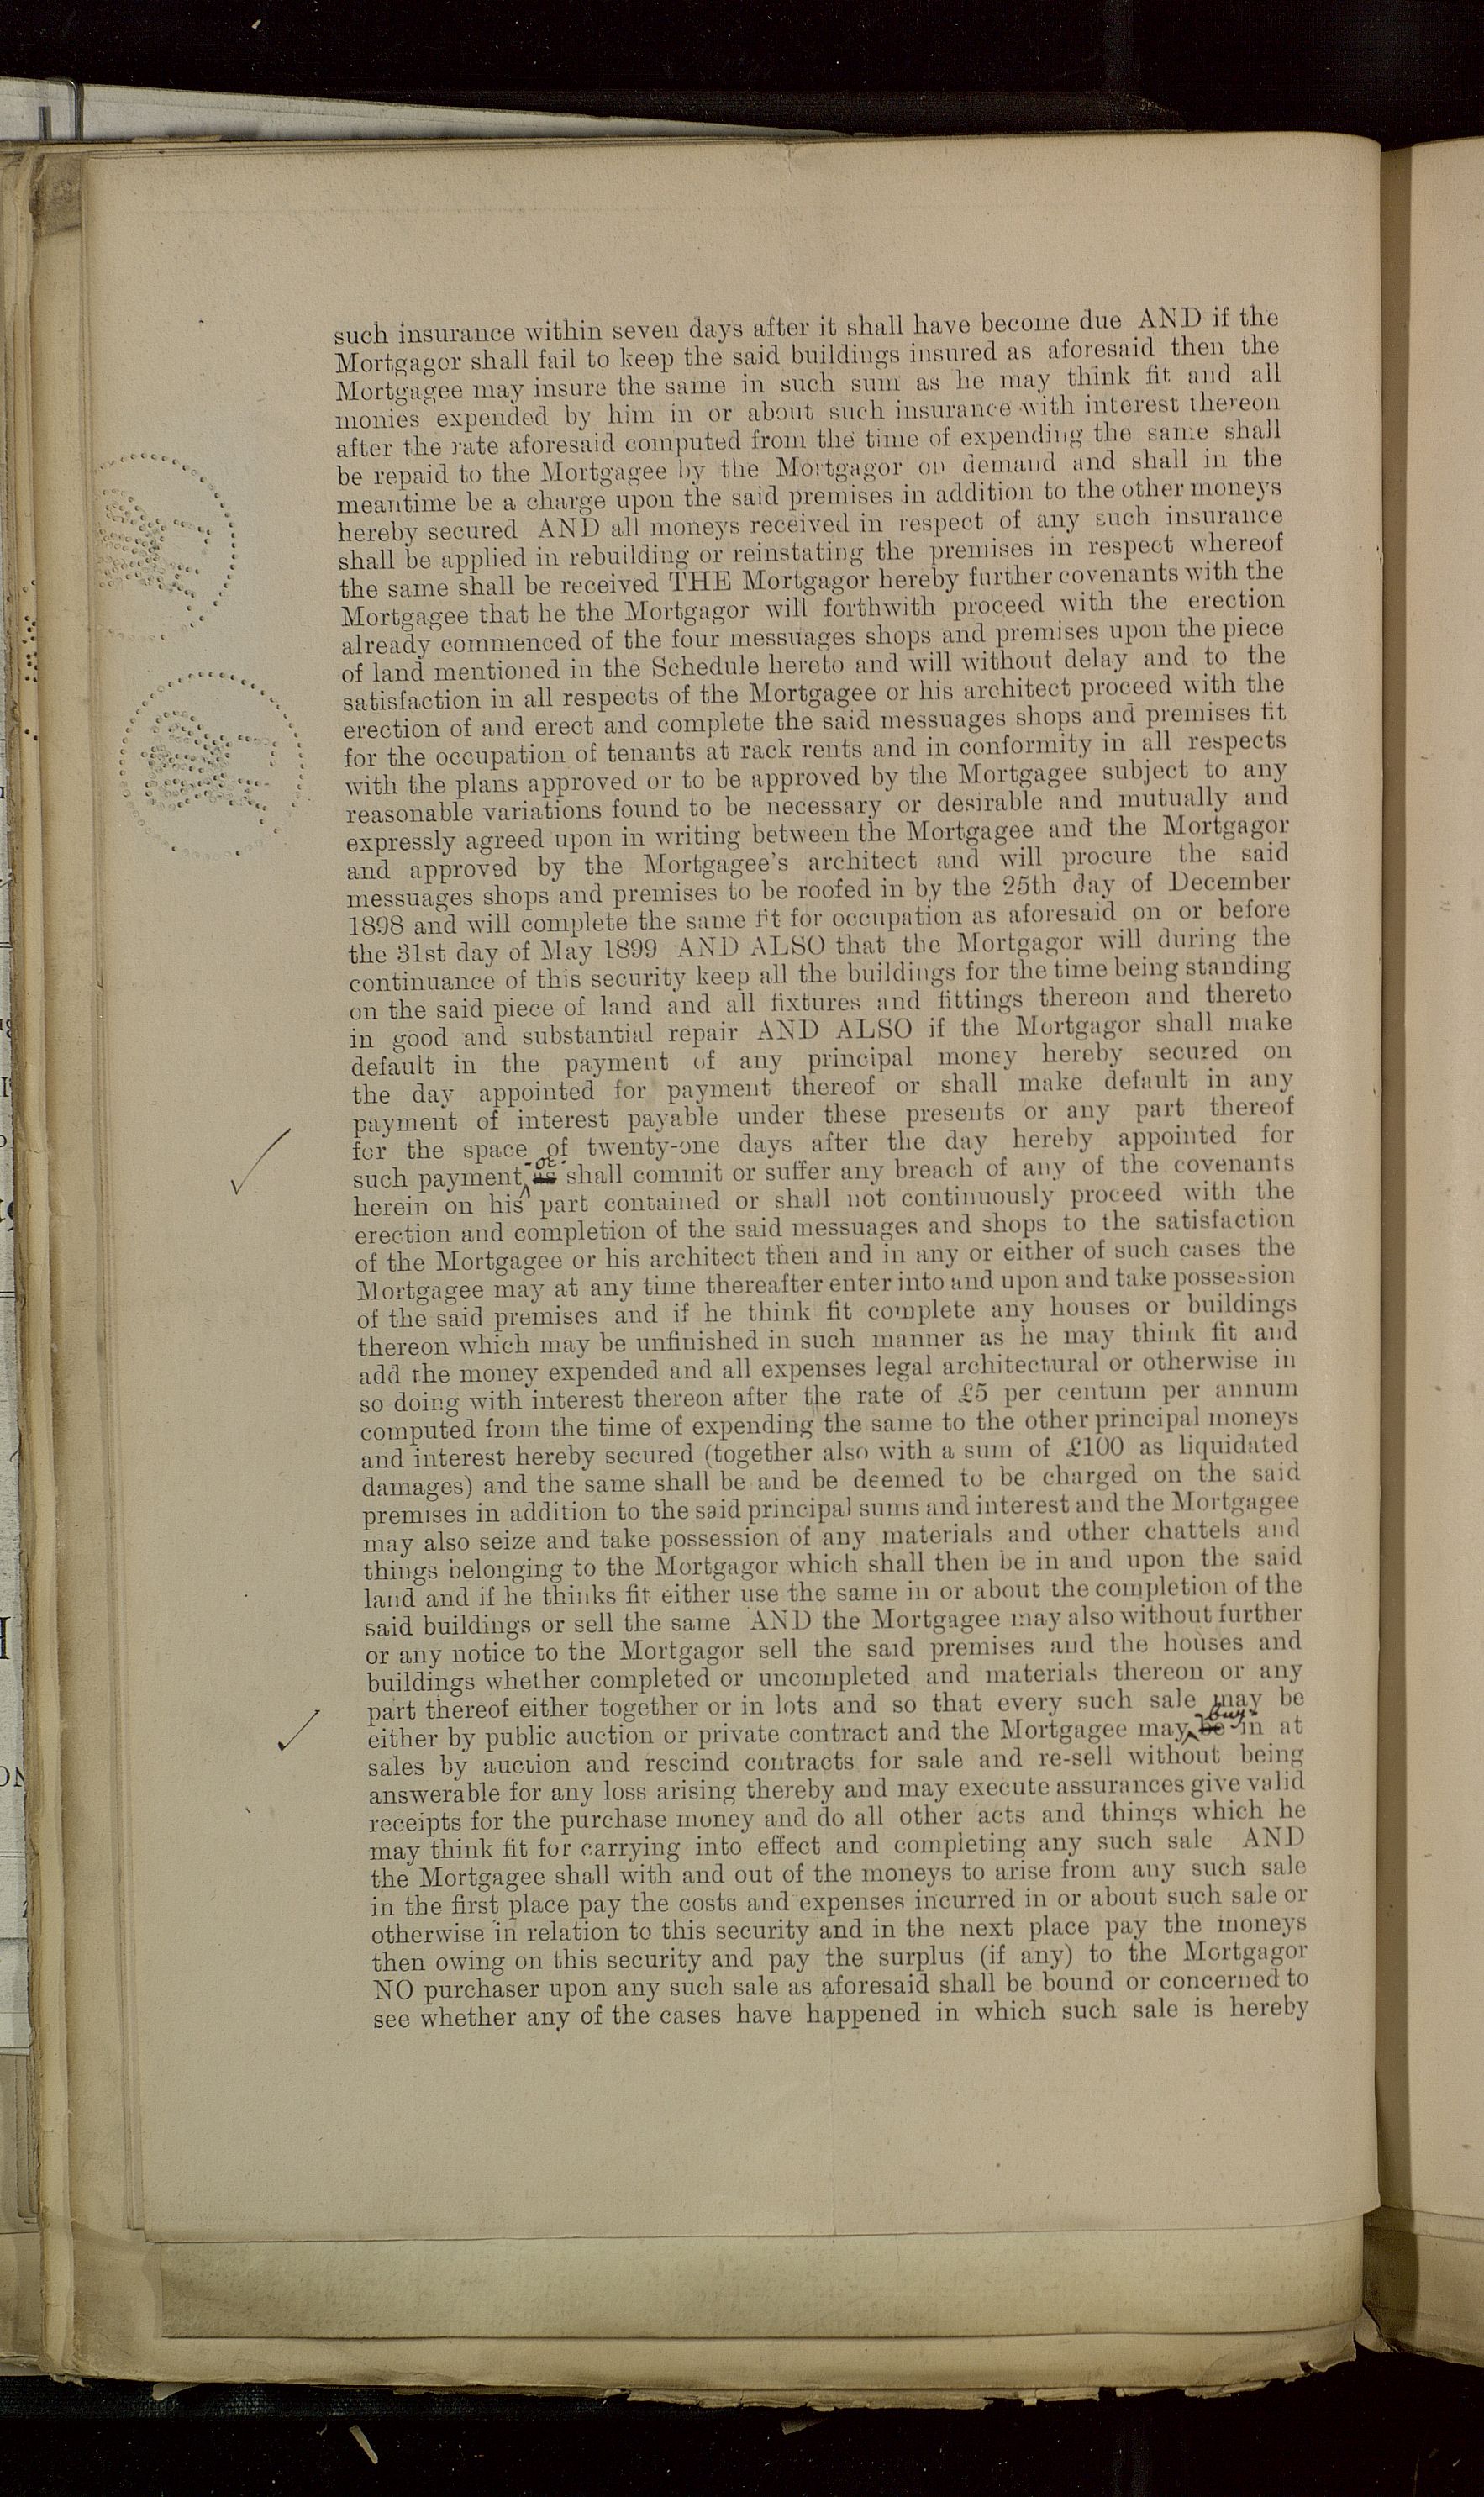 such insurance within seven days after it shall have become due AND if the
Mortgagor shall fail to keep the said buildings insured as aforesaid then the
Mortgagee may insure the same in such sum as he may think fit and all
monies expended by him in or about such insurance with interest thereon
after the rate aforesaid computed from the time of expending the same shall
be repaid to the Mortgagee by the Mortgagor on demand and shall in the
meantime be a charge upon the said premises in addition to the other moneys
hereby secured AND all moneys received in respect of any such insurance
shall be applied in rebuilding or reinstating the premises in respect whereof
the same shall be received THE Mortgagor hereby further covenants with the
Mortgagee that he the Mortgagor will forthwith proceed with the erection
already commenced of the four messuages shops and premises upon the piece
of land mentioned in the Schedule hereto and will without delay and to the
satisfaction in all respects of the Mortgagee or his architect proceed with the
erection of and erect and complete the said messuages shops and premises fit
for the occupation of tenants at rack rents and in conformity in all respects
with the plans approved or to be approved by the Mortgagee subject to any
reasonable variations found to be necessary or desirable and mutually and
expressly agreed upon in writing between the Mortgagee and the Mortgagor
and approved by the Mortgagee's architect and will procure the said
messuages shops and premises to be roofed in by the 25th day of December
1898 and will complete the same fit for occupation as aforesaid on or before
the 31st day of May 1899 AND ALSO that the Mortgagor will during the
continuance of this security keep all the buildings for the time being standing
on the said piece of land and all fixtures and fittings thereon and thereto
in good and substantial repair AND ALSO if the Mortgagor shall make
default in the payment of any principal money hereby secured on
the day appointed for payment thereof or shall make default in any
payment of interest payable under these presents or any part thereof
for the space of twenty-one days after the day hereby appointed for
such payment or as shall commit or suffer any breach of any of the covenants
herein on his part contained or shall not continuously proceed with the
erection and completion of the said messuages and shops to the satisfaction
of the Mortgagee or his architect then and in any or either of such cases the
Mortgagee may at any time thereafter enter into and upon and take possession
of the said premises and if he think fit complete any houses or buildings
thereon which may be unfinished in such manner as he may think fit and
add the money expended and all expenses legal architectural or otherwise in
so doing with interest thereon after the rate of £5 per centum per annum
computed from the time of expending the same to the other principal moneys
and interest hereby secured (together also with a sum of £100 as liquidated
damages) and the same shall be and be deemed to be charged on the said
premises in addition to the said principal sums and interest and the Mortgagee
may also seize and take possession of any materials and other chattels and
things belonging to the Mortgagor which shall then be in and upon the said
land and if he thinks fit either use the same in or about the completion of the
said buildings or sell the same AND the Mortgagee may also without further
or any notice to the Mortgagor sell the said premises and the houses and
buildings whether completed or uncompleted and materials thereon or any
part thereof either together or in lots and so that every such sale may be
either by public auction or private contract and the Mortgagee may buy be in at
sales by auction and rescind contracts for sale and re-sell without being
answerable for any loss arising thereby and may execute assurances give valid
receipts for the purchase money and do all other acts and things which he
may think fit for carrying into effect and completing any such sale AND
the Mortgagee shall with and out of the moneys to arise from any such sale
in the first place pay the costs and expenses incurred in or about such sale or
otherwise in relation to this security and in the next place pay the moneys
then owing on this security and pay the surplus (if any) to the Mortgagor
NO purchaser upon any such sale as aforesaid shall be bound or concerned to
see whether any of the cases have happened in which such sale is hereby